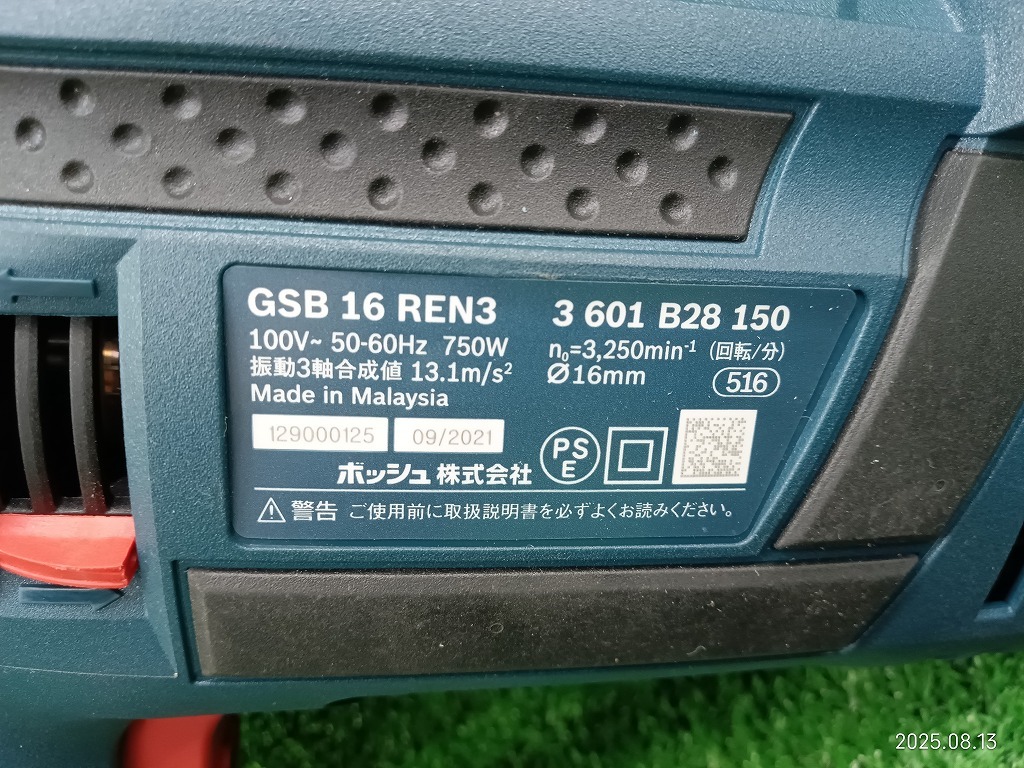 GSB 16 REN3 3 601 B28 150
100V~ 50-60Hz 750W n₀=3,250min⁻¹ (回転/分)
振動3軸合成値 13.1m/s² Ø16mm 516
Made in Malaysia
129000125 09/2021
ボッシュ株式会社 PS E
警告 ご使用前に取扱説明書を必ずよくお読みください。
2025.08.13